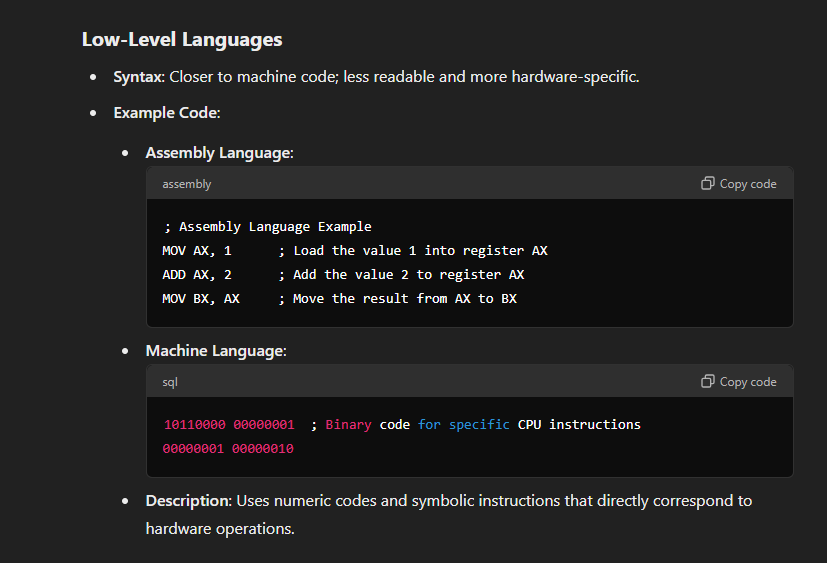 Low-Level Languages
Syntax: Closer to machine code; less readable and more hardware-specific.
Example Code:
Assembly Language:
assembly Copy code
; Assembly Language Example
MOV AX, 1      ; Load the value 1 into register AX
ADD AX, 2      ; Add the value 2 to register AX
MOV BX, AX     ; Move the result from AX to BX
Machine Language:
sql Copy code
10110000 00000001  ; Binary code for specific CPU instructions
00000001 00000010
Description: Uses numeric codes and symbolic instructions that directly correspond to
hardware operations.